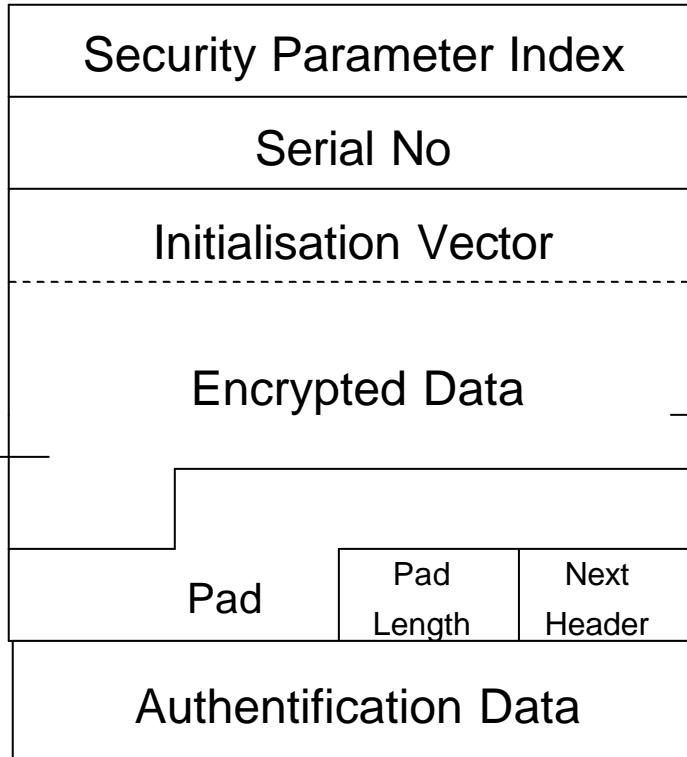 Security Parameter Index
Serial No
Initialisation Vector
Encrypted Data
Pad
Pad
Length
Next
Header
Authentification Data